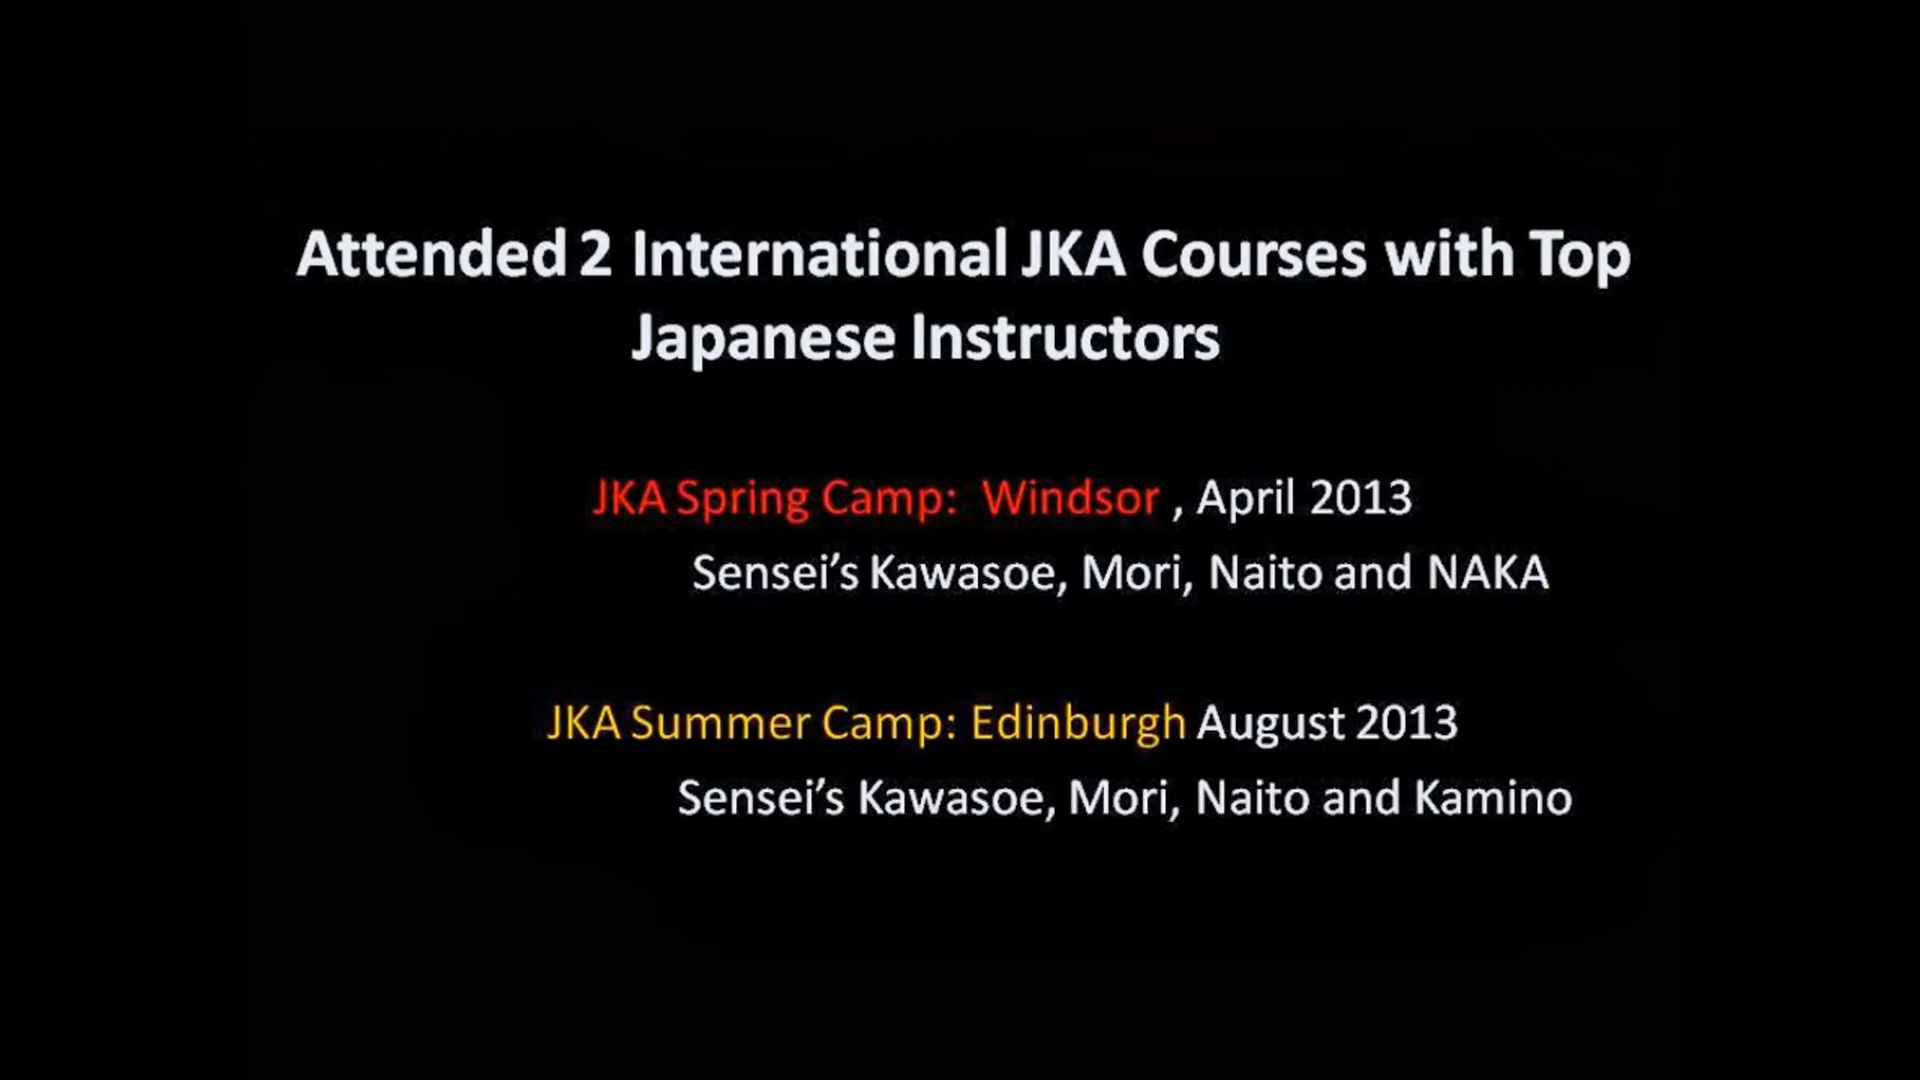 Attended 2 International JKA Courses with Top
Japanese Instructors
JKA Spring Camp:  Windsor , April 2013
Sensei’s Kawasoe, Mori, Naito and NAKA
JKA Summer Camp: Edinburgh August 2013
Sensei’s Kawasoe, Mori, Naito and Kamino